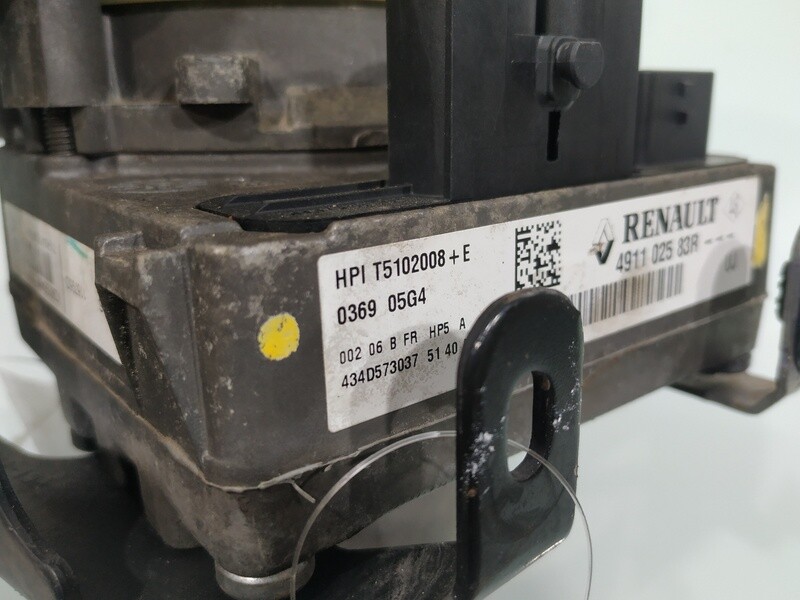 HPI T5102008+E
0369 05G4
002 06 B FR HP5 A
434D573037 51 40
RENAULT
4911 025 83R